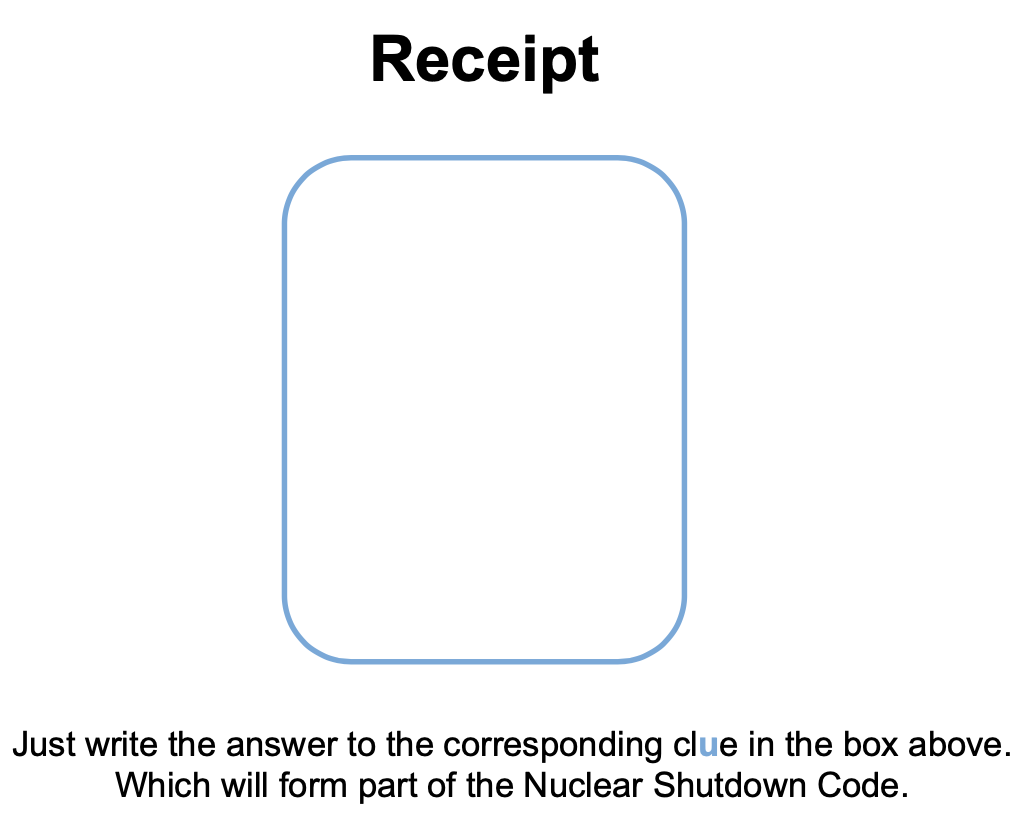 Receipt
Just write the answer to the corresponding clue in the box above.
Which will form part of the Nuclear Shutdown Code.